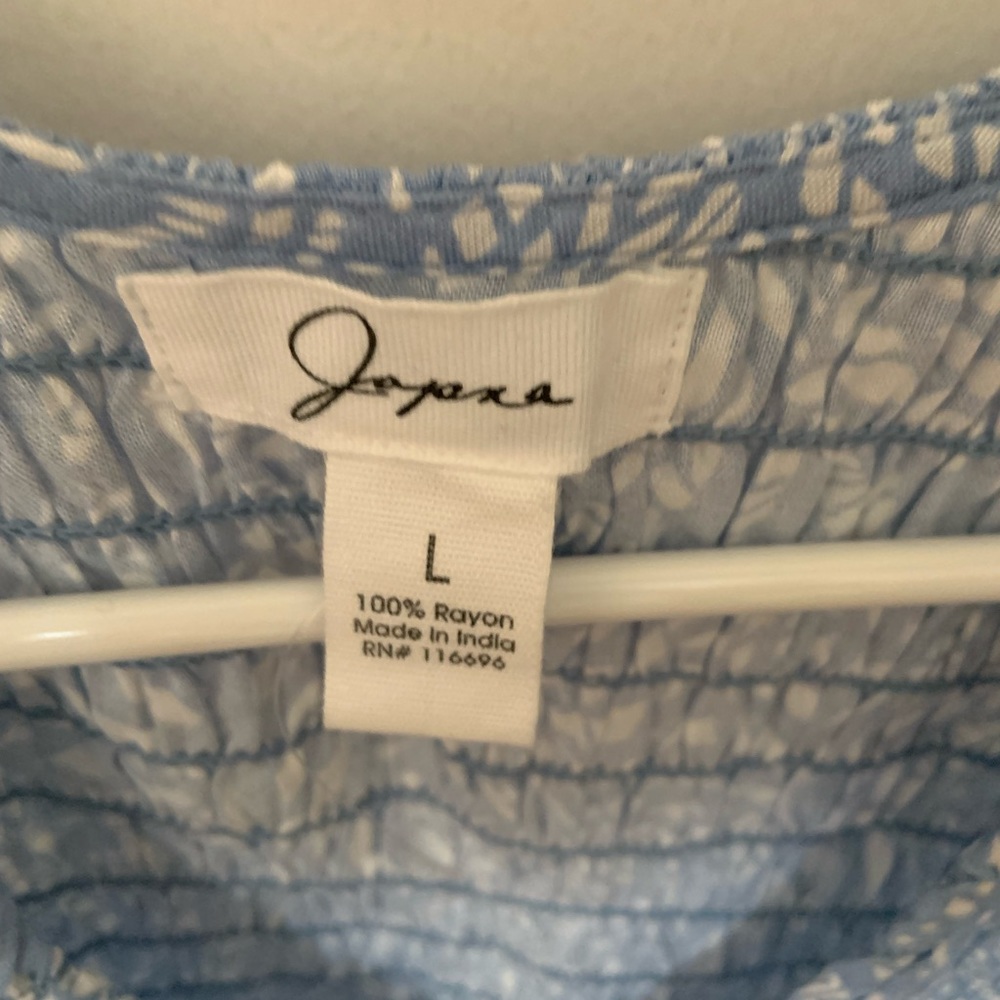 Japna
L
100% Rayon
Made in India
RN# 116696